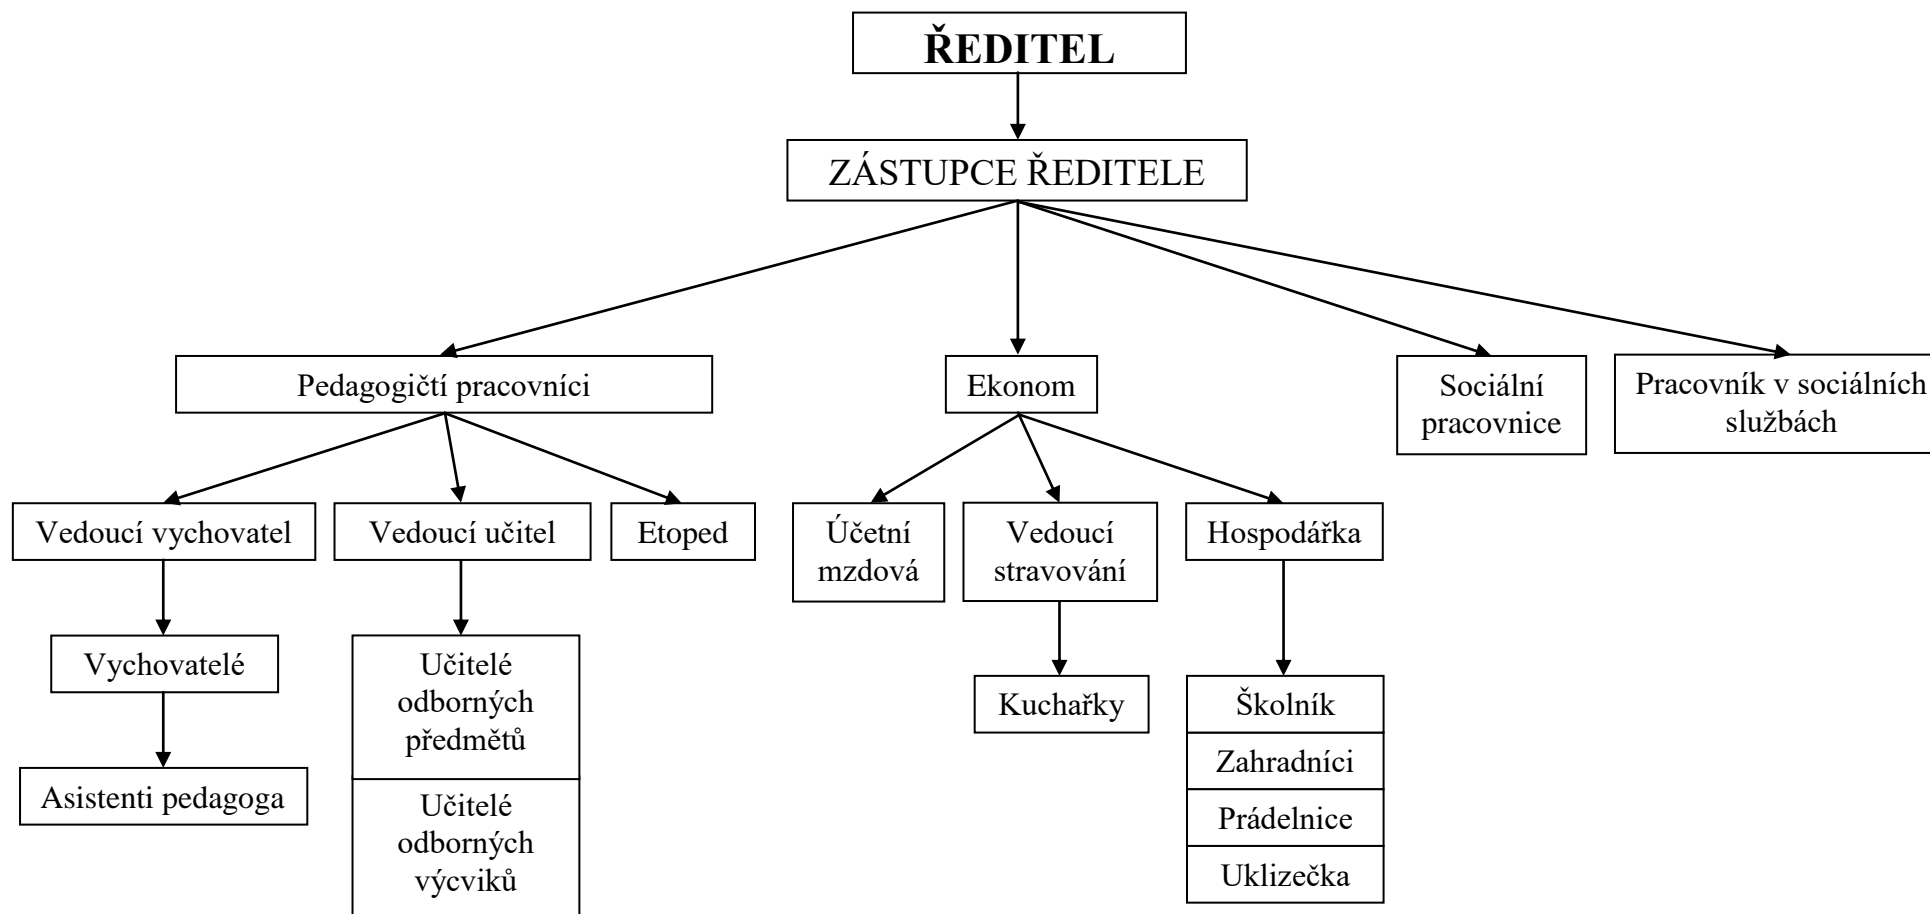 ŘEDITEL
ZÁSTUPCE ŘEDITELE
Pedagogičtí pracovníci
Ekonom
Sociální
pracovnice
Pracovník v sociálních
službách
Vedoucí vychovatel
Vedoucí učitel
Etoped
Účetní
mzdová
Vedoucí
stravování
Hospodářka
Vychovatelé
Učitelé
odborných
předmětů
Kuchařky
Školník
Zahradníci
Prádelnice
Uklizečka
Asistenti pedagoga
Učitelé
odborných
výcviků